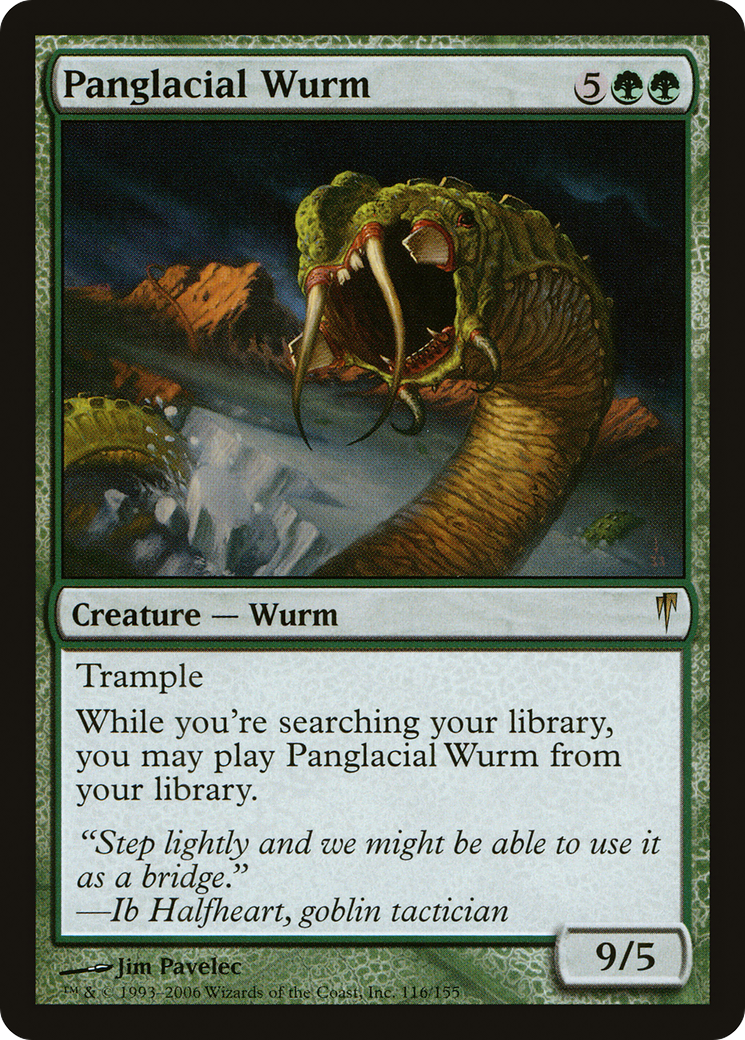 Panglacial Wurm 5
Creature — Wurm
Trample
While you're searching your library,
you may play Panglacial Wurm from
your library.
“Step lightly and we might be able to use it
as a bridge.”
—Ib Halfheart, goblin tactician
9/5
Jim Pavelec
™ & © 1993–2006 Wizards of the Coast, Inc. 116/155